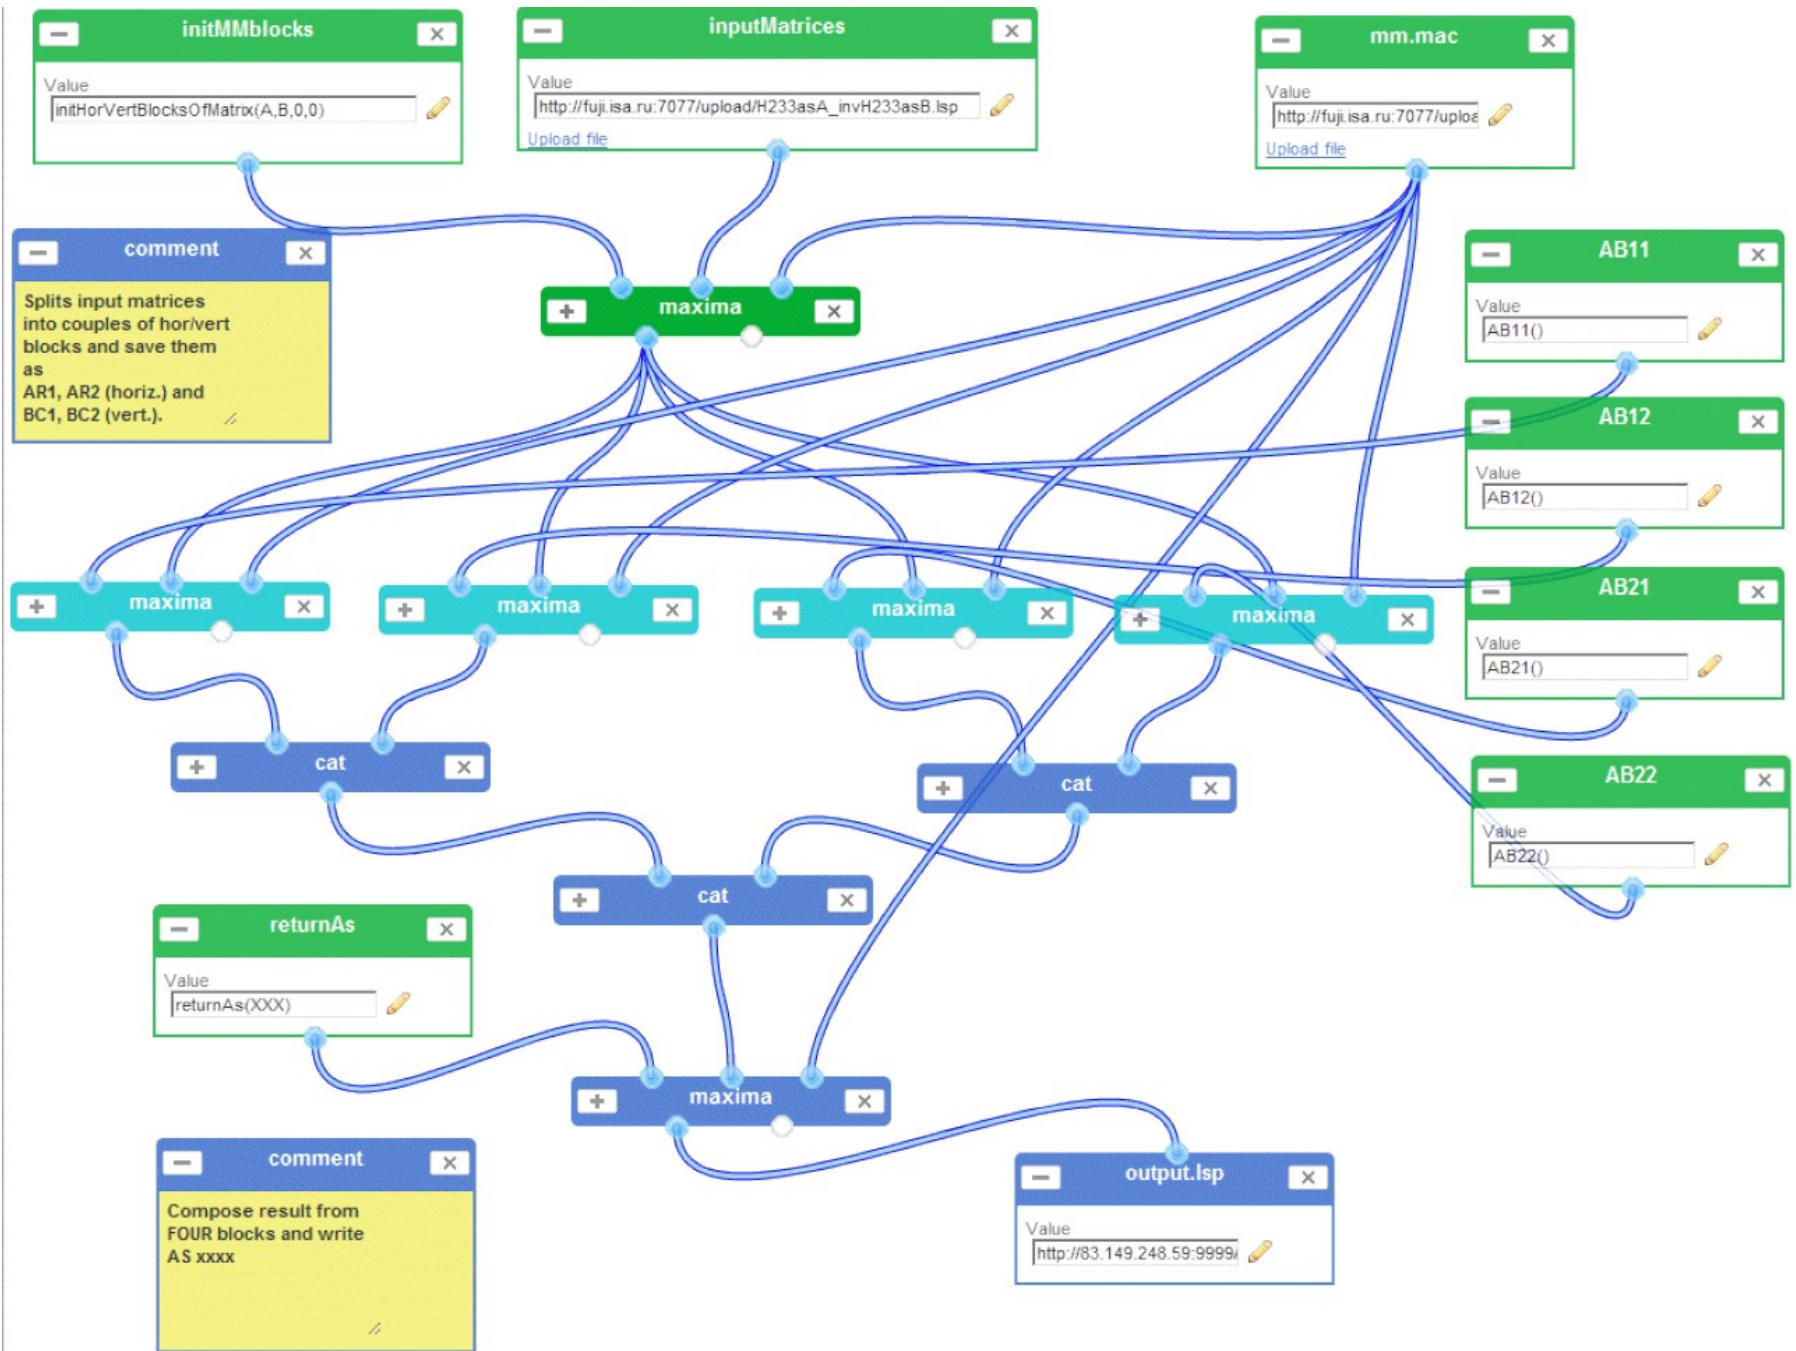 initMMblocks
Value
initHorVertBlocksOfMatrix(A,B,0,0)
inputMatrices
Value
http://fuji.isa.ru:7077/upload/H233asA_invH233asB.lsp
Upload file
mm.mac
Value
http://fuji.isa.ru:7077/uploa
Upload file
comment
Splits input matrices
into couples of hor/vert
blocks and save them
as
AR1, AR2 (horiz.) and
BC1, BC2 (vert.).
maxima
AB11
Value
AB11()
AB12
Value
AB12()
maxima
maxima
maxima
maxima
AB21
Value
AB21()
cat
cat
AB22
Value
AB22()
cat
returnAs
Value
returnAs(XXX)
maxima
comment
Compose result from
FOUR blocks and write
AS xxxx
output.lsp
Value
http://83.149.248.59:9999/